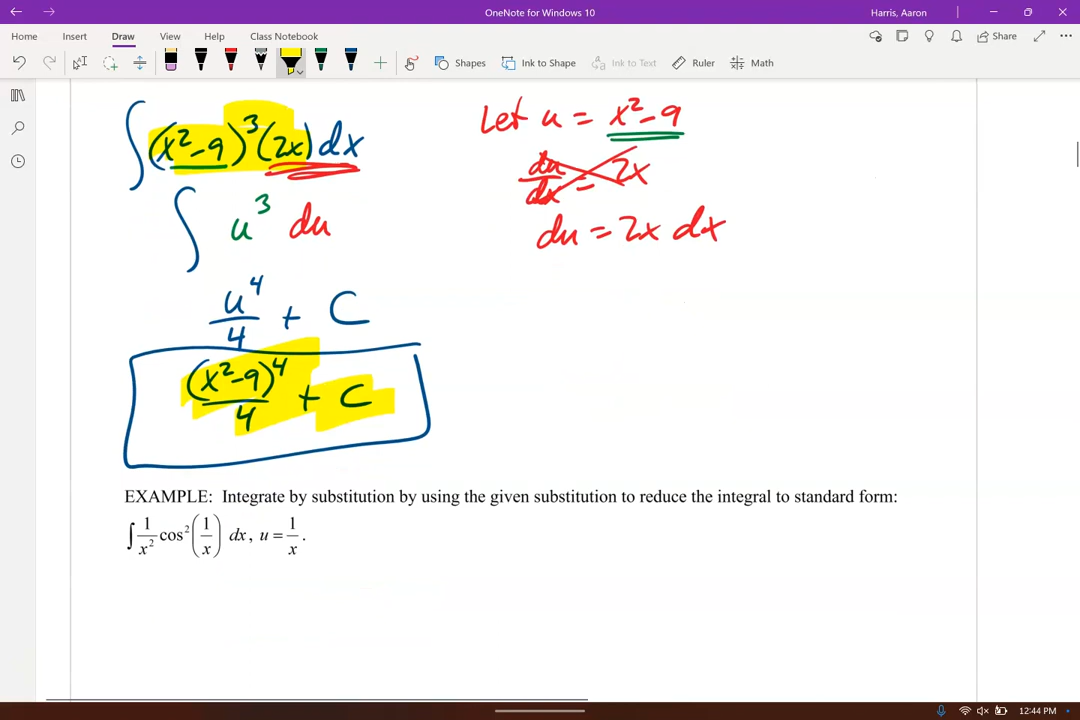 OneNote for Windows 10
Harris, Aaron
Home Insert Draw View Help Class Notebook
Share
Shapes Ink to Shape Ink to Text Ruler Math
∫(x²-9)³(2x)dx
Let u = x²-9
du/dx = 2x
∫ u³ du
du = 2x dx
u⁴/4 + C
(x²-9)⁴/4 + C
EXAMPLE: Integrate by substitution by using the given substitution to reduce the integral to standard form:
∫ 1/x² cos²(1/x) dx, u = 1/x.
12:44 PM